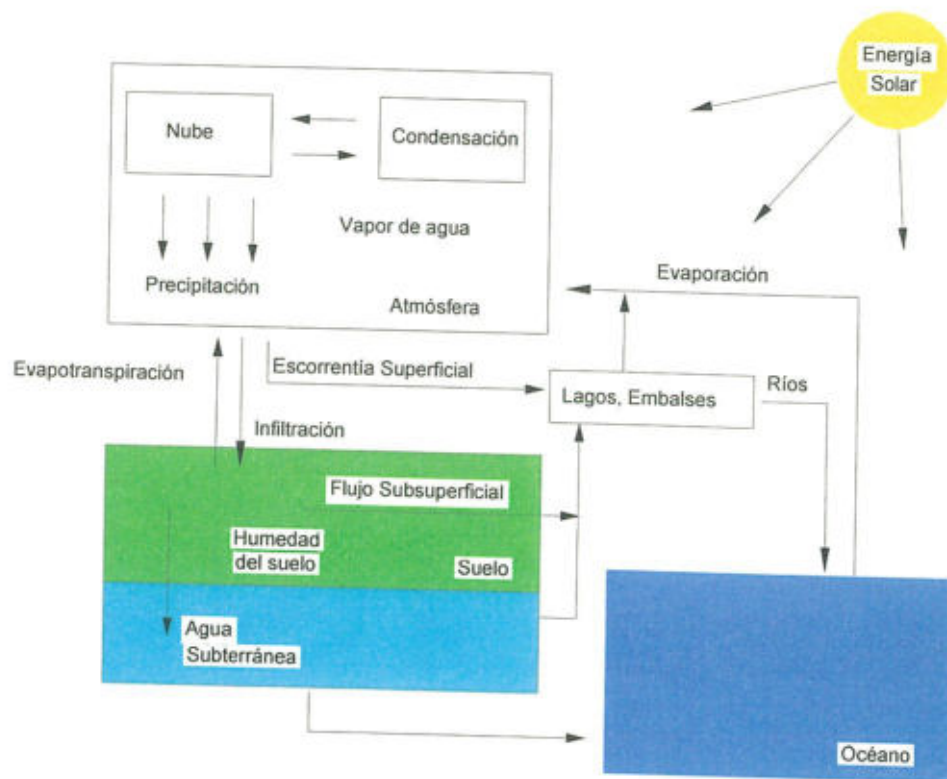 Energía
Solar
Nube
Condensación
Vapor de agua
Precipitación
Atmósfera
Evaporación
Evapotranspiración
Escorrentía Superficial
Lagos, Embalses
Ríos
Infiltración
Flujo Subsuperficial
Humedad
del suelo
Suelo
Agua
Subterránea
Océano